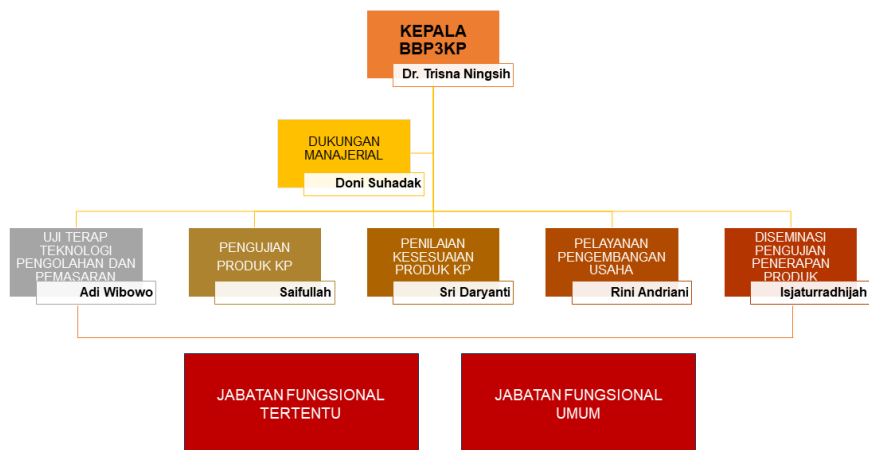 KEPALA
BBP3KP
Dr. Trisna Ningsih
DUKUNGAN
MANAJERIAL
Doni Suhadak
UJI TERAP
TEKNOLOGI
PENGOLAHAN DAN
PEMASARAN
Adi Wibowo
PENGUJIAN
PRODUK KP
Saifullah
PENILAIAN
KESESUAIAN
PRODUK KP
Sri Daryanti
PELAYANAN
PENGEMBANGAN
USAHA
Rini Andriani
DISEMINASI
PENGUJIAN
PENERAPAN
PRODUK
Isjaturradhijah
JABATAN FUNGSIONAL
TERTENTU
JABATAN FUNGSIONAL
UMUM